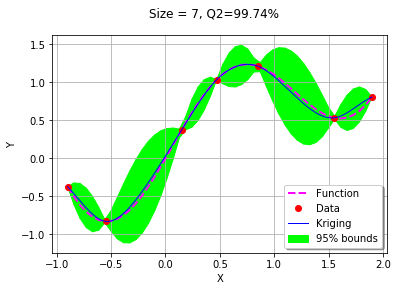 Size = 7, Q2=99.74%
1.5
1.0
0.5
0.0
−0.5
−1.0
Y
−1.0 −0.5 0.0 0.5 1.0 1.5 2.0
X
Function
Data
Kriging
95% bounds